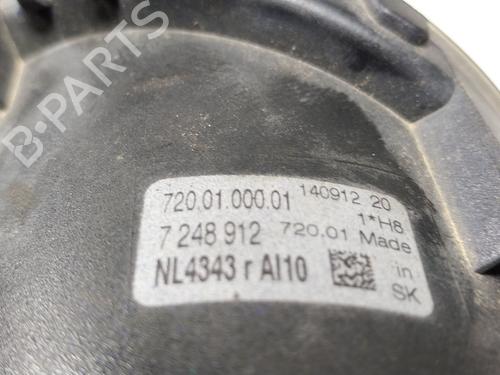 B-PARTS
720.01.000.01 140912 20
1*H8
7 248 912 720.01 Made
NL4343 r AI10 in
SK